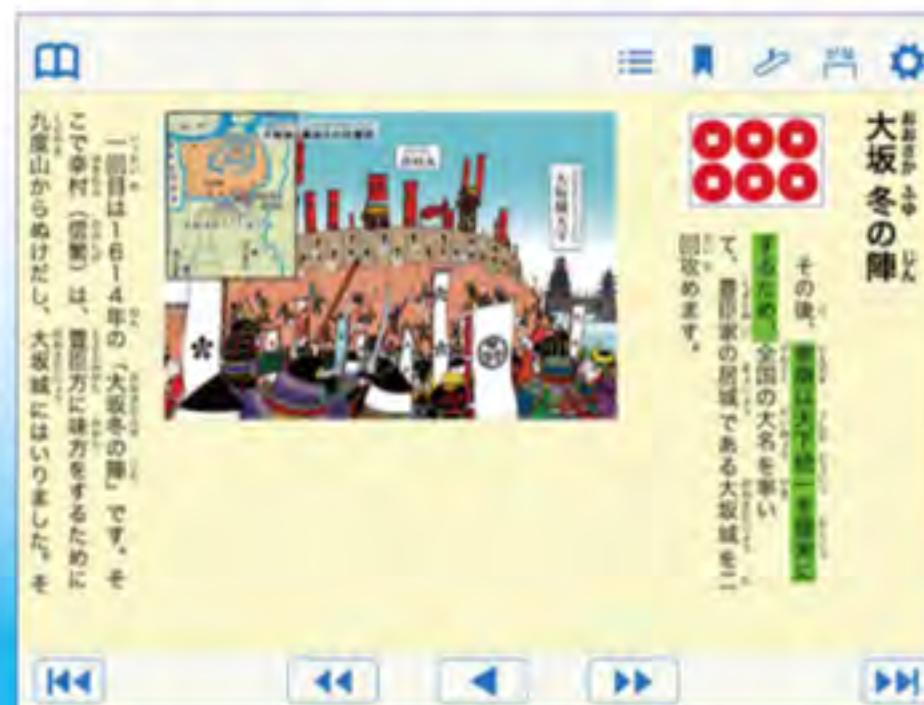 大坂 冬の陣
その後、家康は天下統一を確実に
するため、全国の大名を率い
て、豊臣家の居城である大坂城を二
回攻めます。
一回目は1614年の「大坂冬の陣」です。そ
こで幸村（信繁）は、豊臣方に味方をするために
九度山からぬけだし、大坂城にはいりました。そ